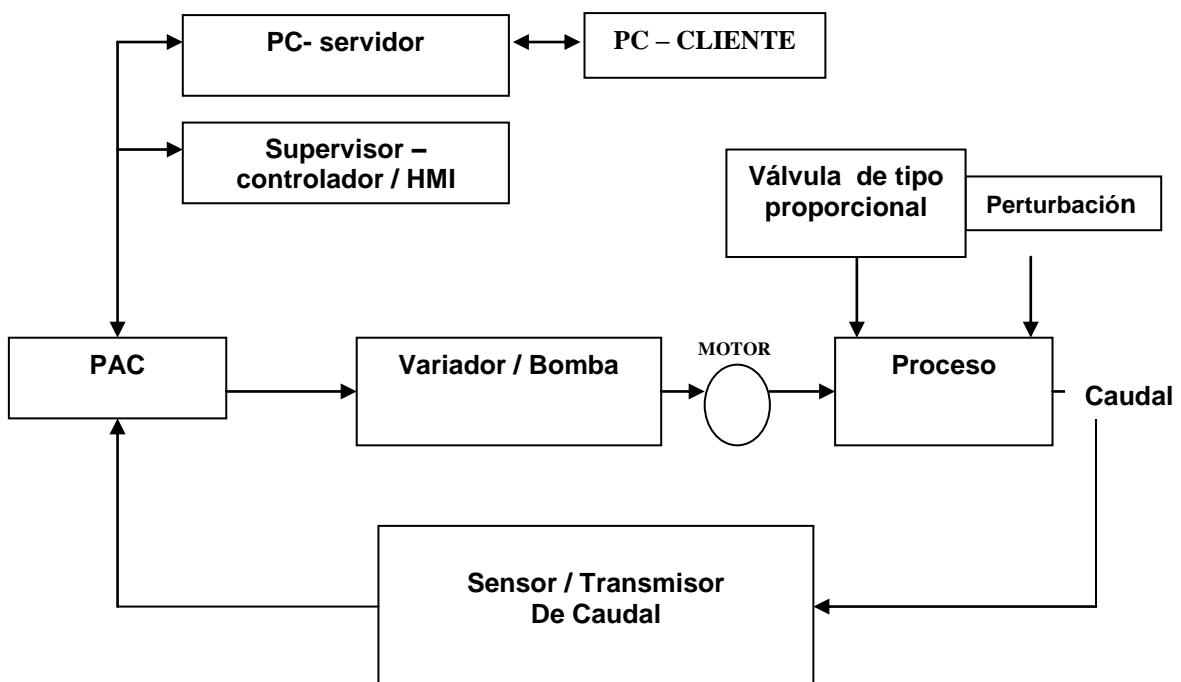 PC- servidor
PC – CLIENTE
Supervisor –
controlador / HMI
Válvula de tipo
proporcional
Perturbación
PAC
Variador / Bomba
MOTOR
Proceso
Caudal
Sensor / Transmisor
De Caudal